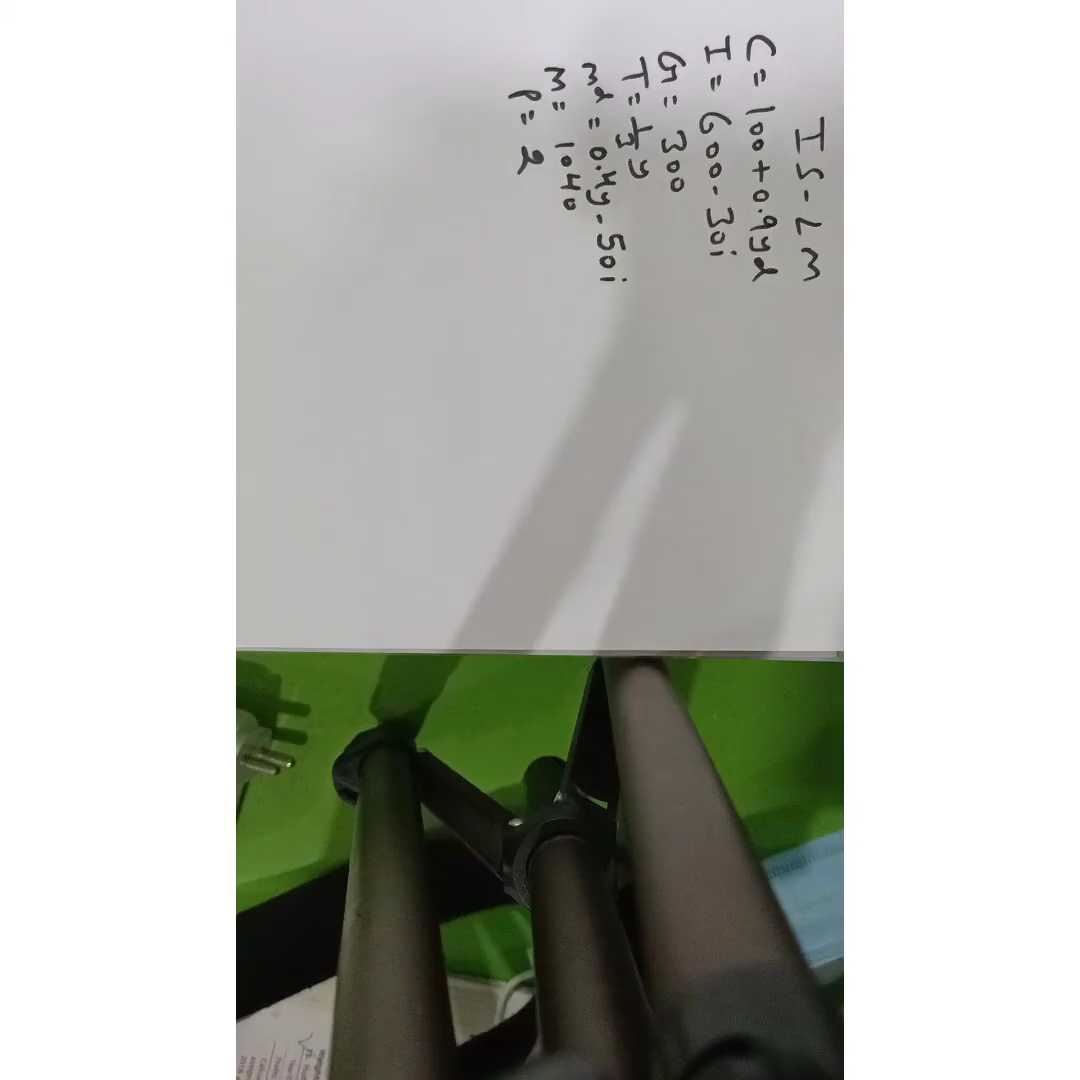 IS-LM
C = 100 + 0.9yd
I = 600 - 30i
G = 300
T = 1/3 y
md = 0.4y - 50i
m = 1040
P = 2